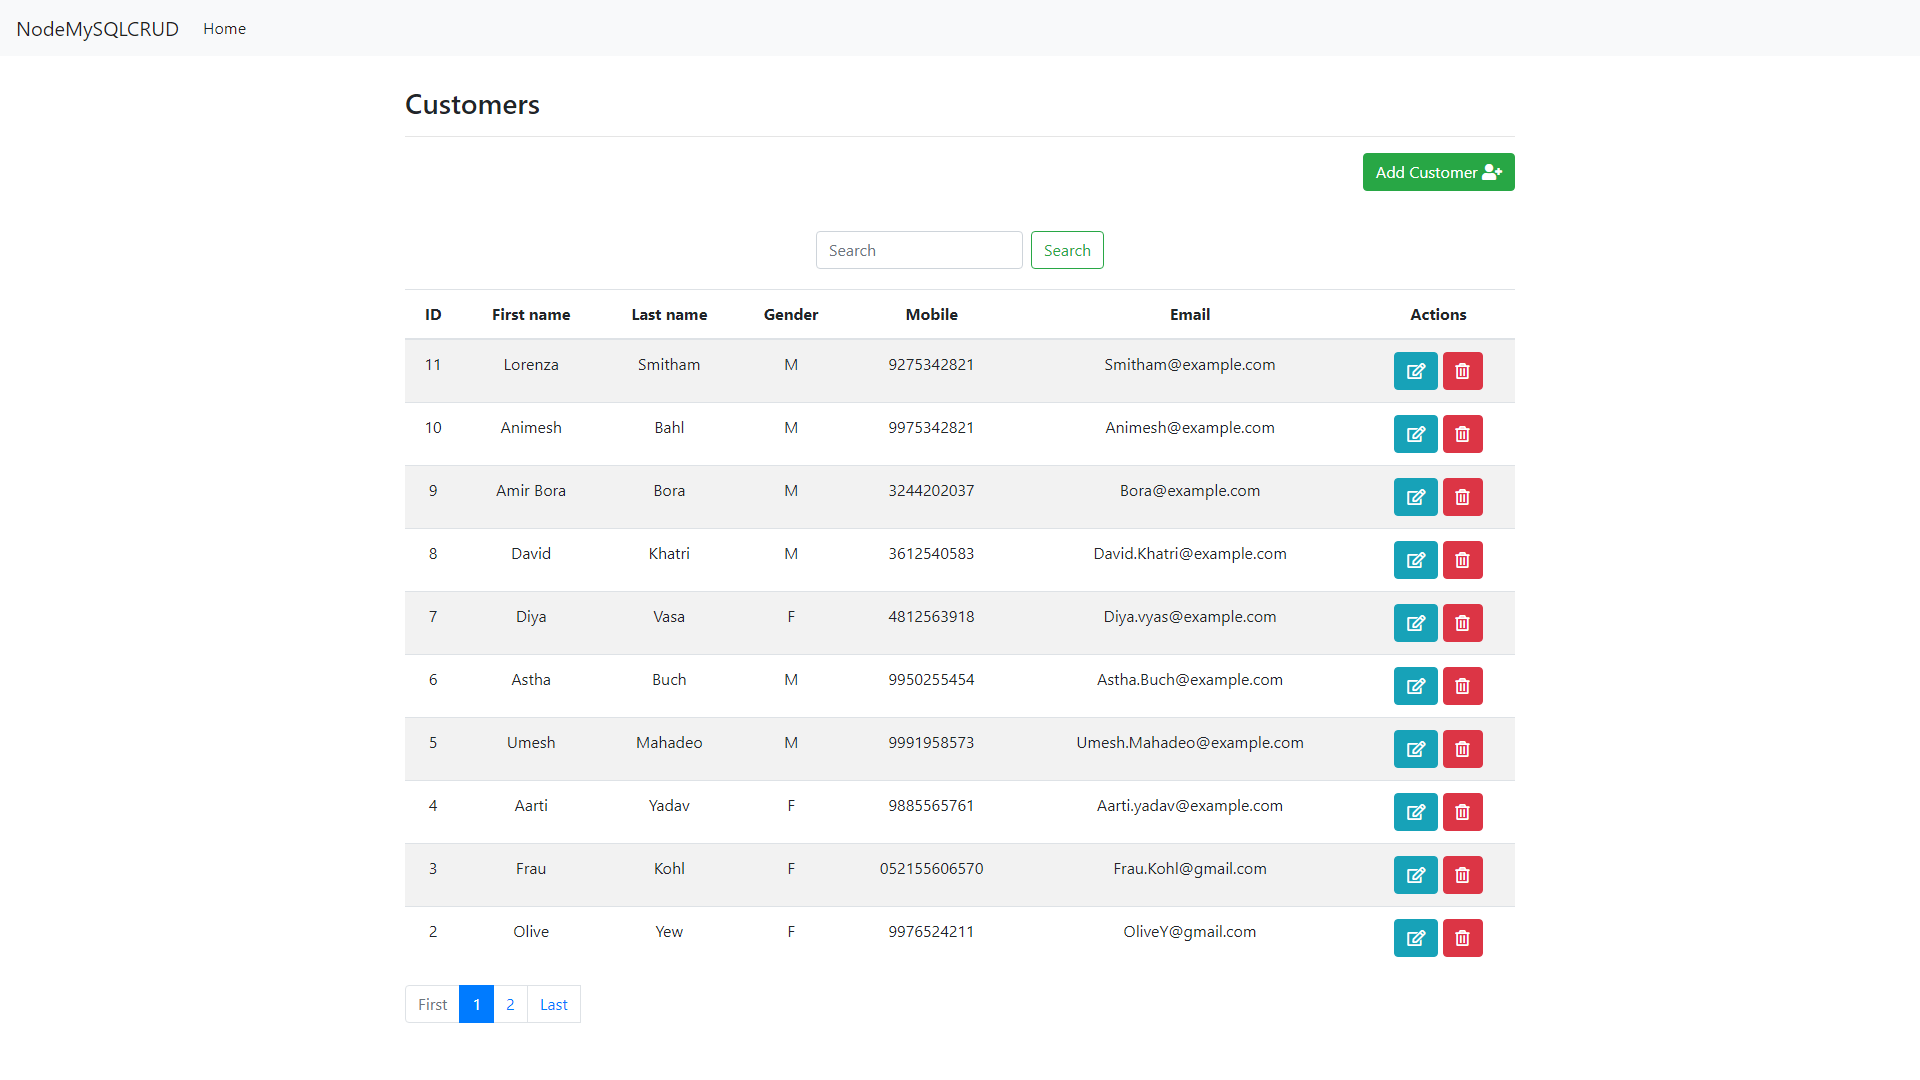 NodeMySQLCRUD Home
Customers
Add Customer
Search Search
ID First name Last name Gender Mobile Email Actions
11 Lorenza Smitham M 9275342821 Smitham@example.com
10 Animesh Bahl M 9975342821 Animesh@example.com
9 Amir Bora Bora M 3244202037 Bora@example.com
8 David Khatri M 3612540583 David.Khatri@example.com
7 Diya Vasa F 4812563918 Diya.vyas@example.com
6 Astha Buch M 9950255454 Astha.Buch@example.com
5 Umesh Mahadeo M 9991958573 Umesh.Mahadeo@example.com
4 Aarti Yadav F 9885565761 Aarti.yadav@example.com
3 Frau Kohl F 052155606570 Frau.Kohl@gmail.com
2 Olive Yew F 9976524211 OliveY@gmail.com
First 1 2 Last